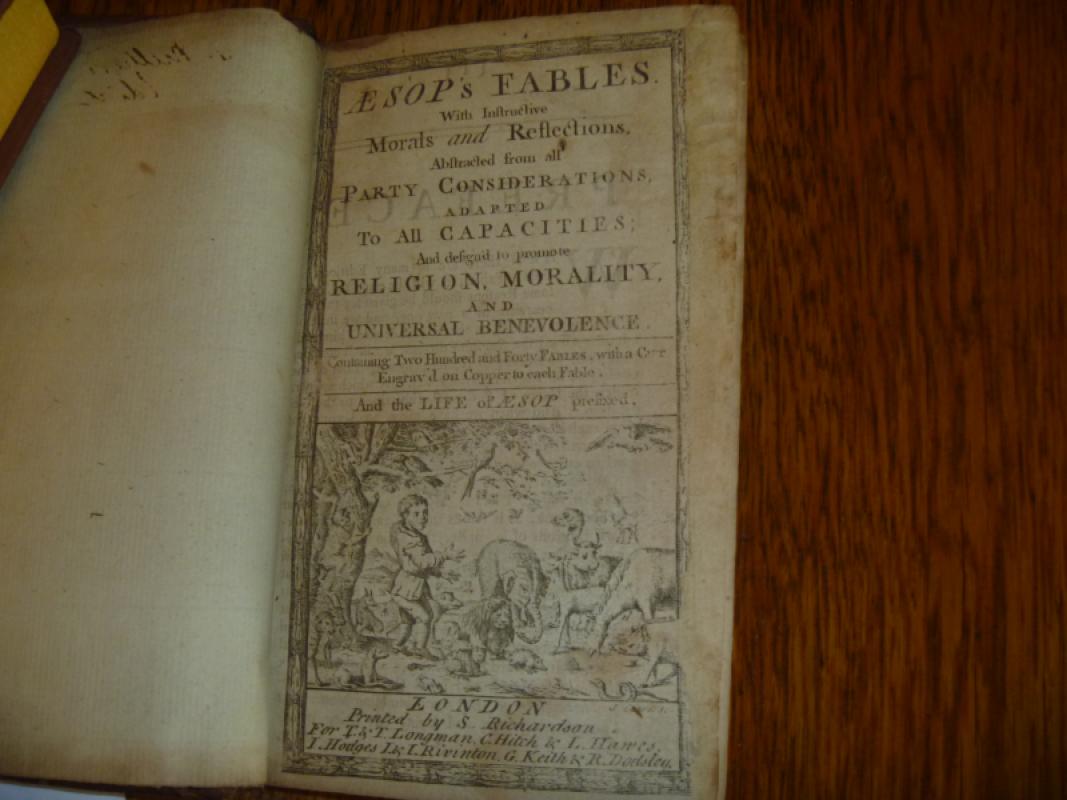 ÆSOP's FABLES.
With Instructive
Morals and Reflections,
Abstracted from all
PARTY CONSIDERATIONS,
ADAPTED
To All CAPACITIES;
And design'd to promote
RELIGION, MORALITY,
AND
UNIVERSAL BENEVOLENCE.
Containing Two Hundred and Forty FABLES, with a
Engrav'd on Copper to each Fable.
And the LIFE of ÆSOP prefixed.
LONDON
Printed by S. Richardson
For T. & T. Longman, C. Hitch & L. Hawes,
I. Hodges I. & I. Rivinton, G. Keith & R. Dodsley.